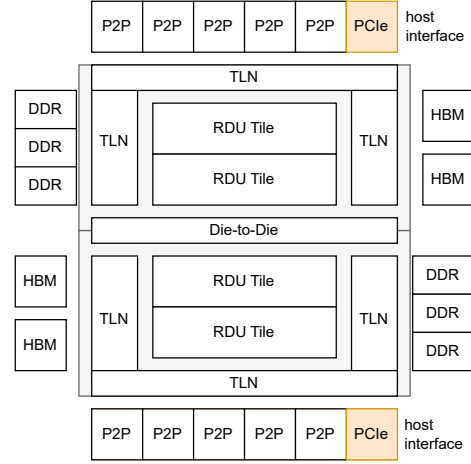 P2P P2P P2P P2P P2P PCIe host
interface
TLN
DDR
DDR
DDR
TLN
RDU Tile
RDU Tile
TLN
HBM
HBM
Die-to-Die
HBM
HBM
TLN
RDU Tile
RDU Tile
TLN
DDR
DDR
DDR
TLN
P2P P2P P2P P2P P2P PCIe host
interface